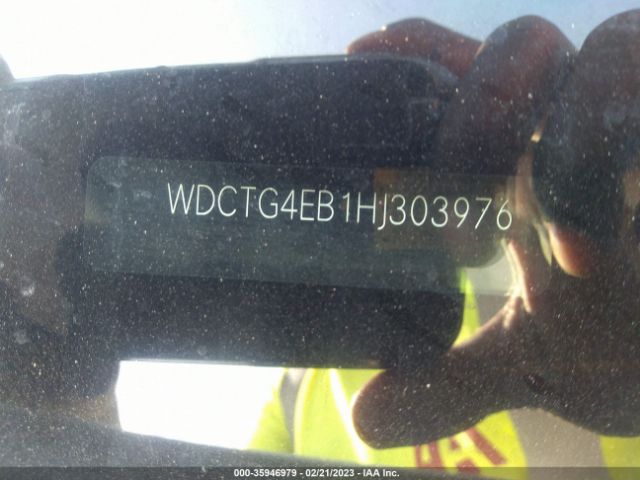 WDCTG4EB1HJ303976
000-35946979 - 02/21/2023 - IAA Inc.